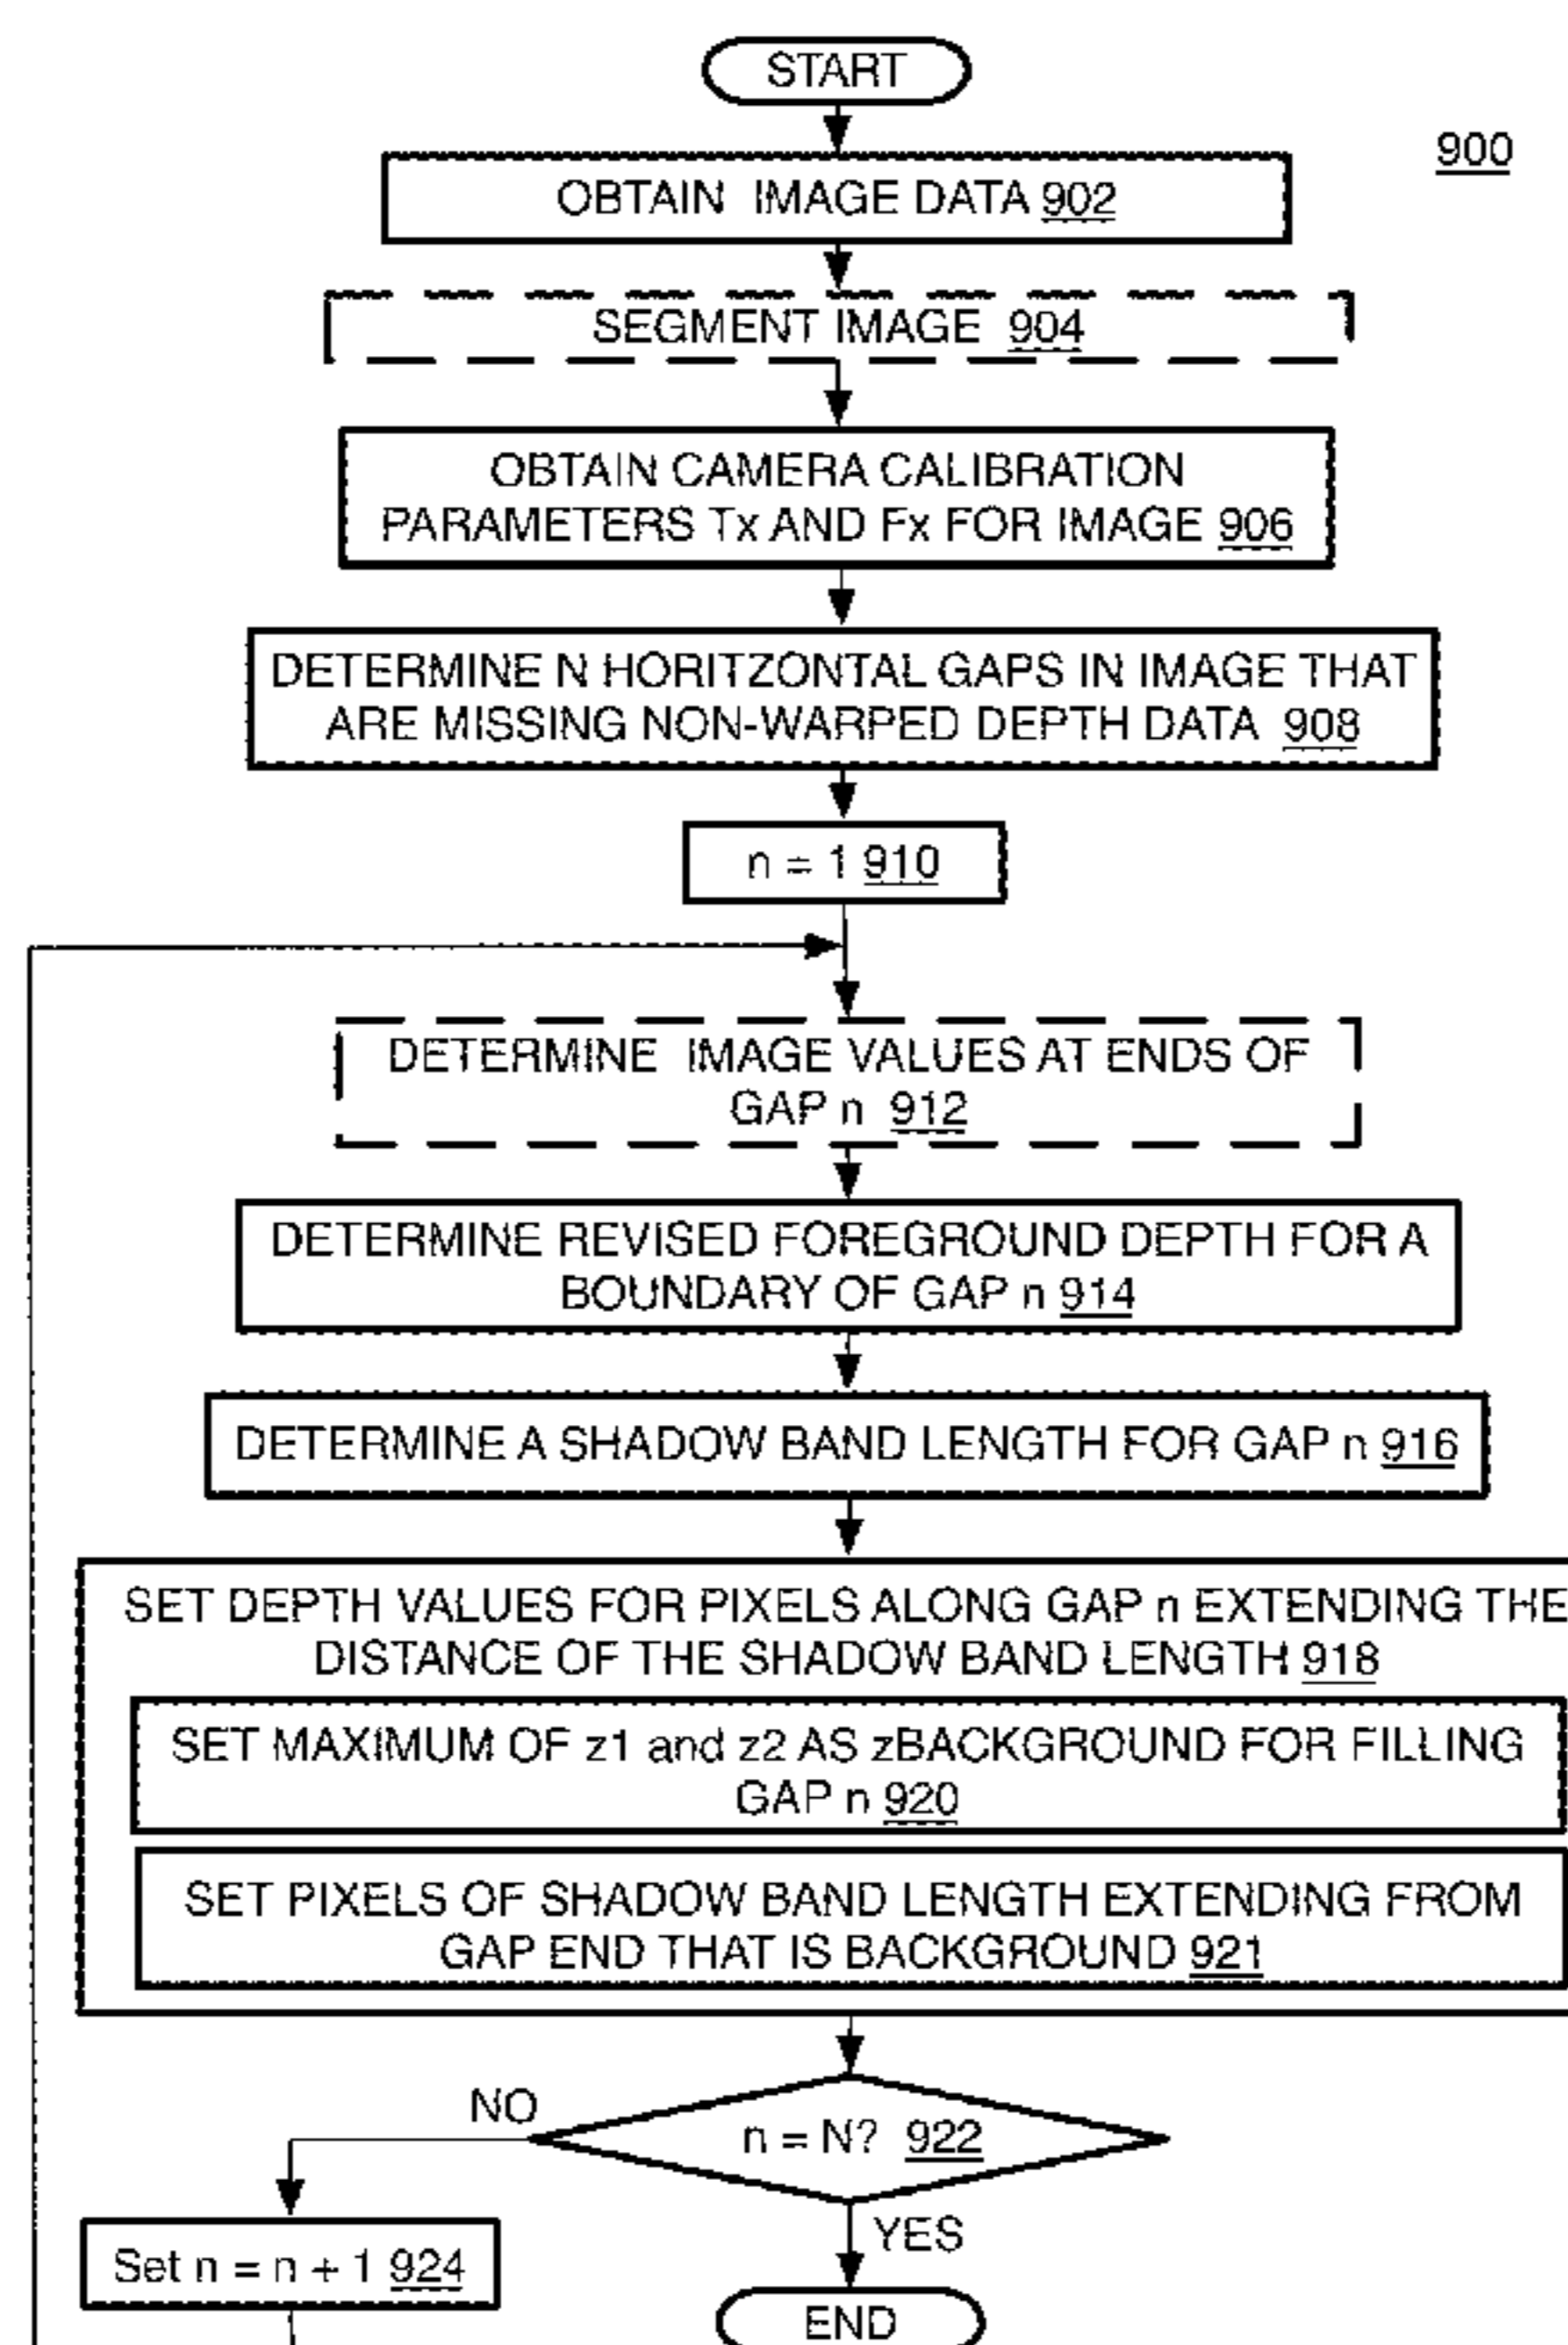 START
900
OBTAIN IMAGE DATA 902
SEGMENT IMAGE 904
OBTAIN CAMERA CALIBRATION
PARAMETERS Tx AND Fx FOR IMAGE 906
DETERMINE N HORITZONTAL GAPS IN IMAGE THAT
ARE MISSING NON-WARPED DEPTH DATA 908
n = 1 910
DETERMINE IMAGE VALUES AT ENDS OF
GAP n 912
DETERMINE REVISED FOREGROUND DEPTH FOR A
BOUNDARY OF GAP n 914
DETERMINE A SHADOW BAND LENGTH FOR GAP n 916
SET DEPTH VALUES FOR PIXELS ALONG GAP n EXTENDING THE
DISTANCE OF THE SHADOW BAND LENGTH 918
SET MAXIMUM OF z1 and z2 AS zBACKGROUND FOR FILLING
GAP n 920
SET PIXELS OF SHADOW BAND LENGTH EXTENDING FROM
GAP END THAT IS BACKGROUND 921
NO
n = N? 922
YES
Set n = n + 1 924
END